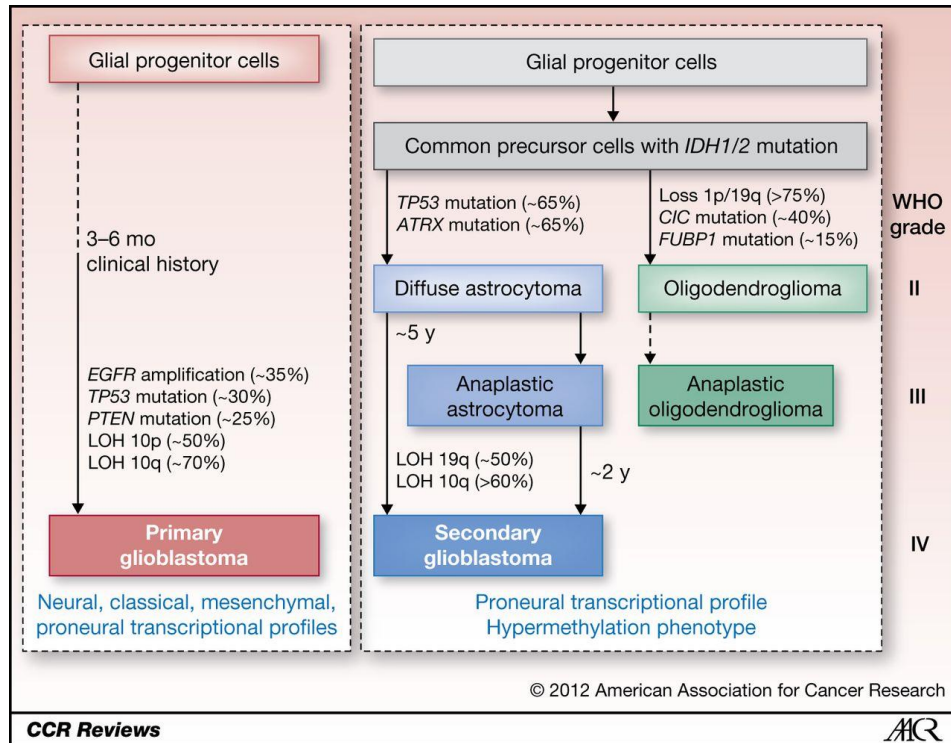 Glial progenitor cells
3–6 mo
clinical history
EGFR amplification (~35%)
TP53 mutation (~30%)
PTEN mutation (~25%)
LOH 10p (~50%)
LOH 10q (~70%)
Primary
glioblastoma
Neural, classical, mesenchymal,
proneural transcriptional profiles
Glial progenitor cells
Common precursor cells with IDH1/2 mutation
TP53 mutation (~65%)
ATRX mutation (~65%)
Loss 1p/19q (>75%)
CIC mutation (~40%)
FUBP1 mutation (~15%)
Diffuse astrocytoma
Oligodendroglioma
~5 y
Anaplastic
astrocytoma
Anaplastic
oligodendroglioma
LOH 19q (~50%)
LOH 10q (>60%)
~2 y
Secondary
glioblastoma
Proneural transcriptional profile
Hypermethylation phenotype
WHO
grade
II
III
IV
© 2012 American Association for Cancer Research
CCR Reviews
AACR